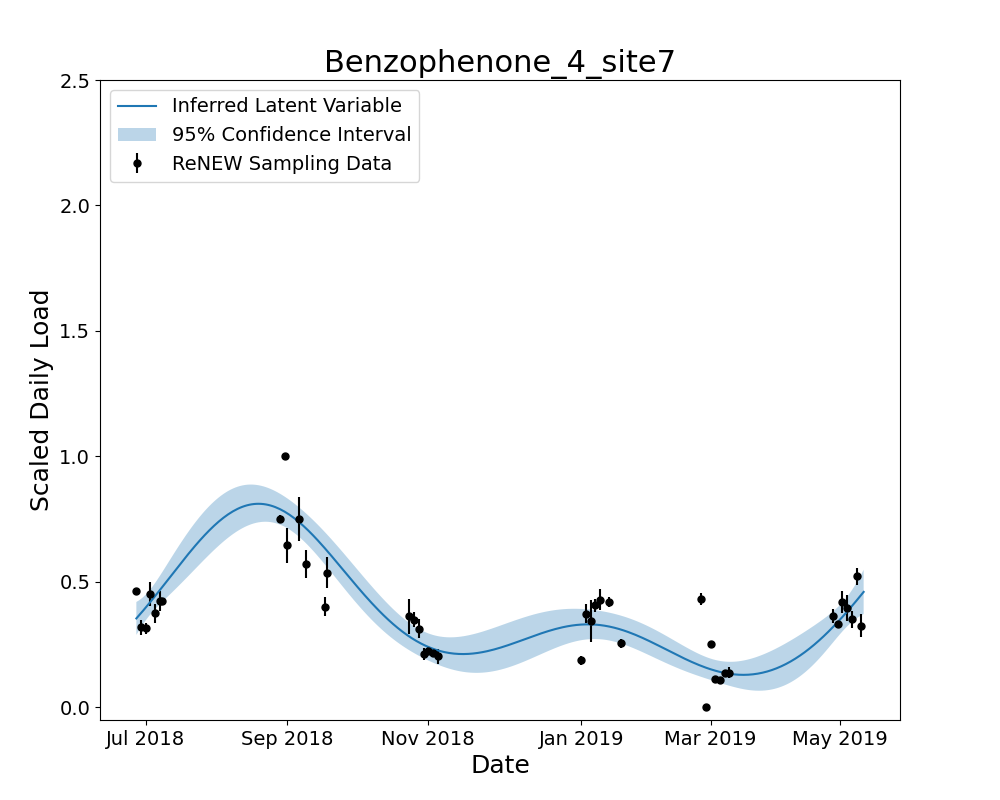 Benzophenone_4_site7
Inferred Latent Variable
95% Confidence Interval
ReNEW Sampling Data
Scaled Daily Load
2.5
2.0
1.5
1.0
0.5
0.0
Jul 2018
Sep 2018
Nov 2018
Jan 2019
Mar 2019
May 2019
Date